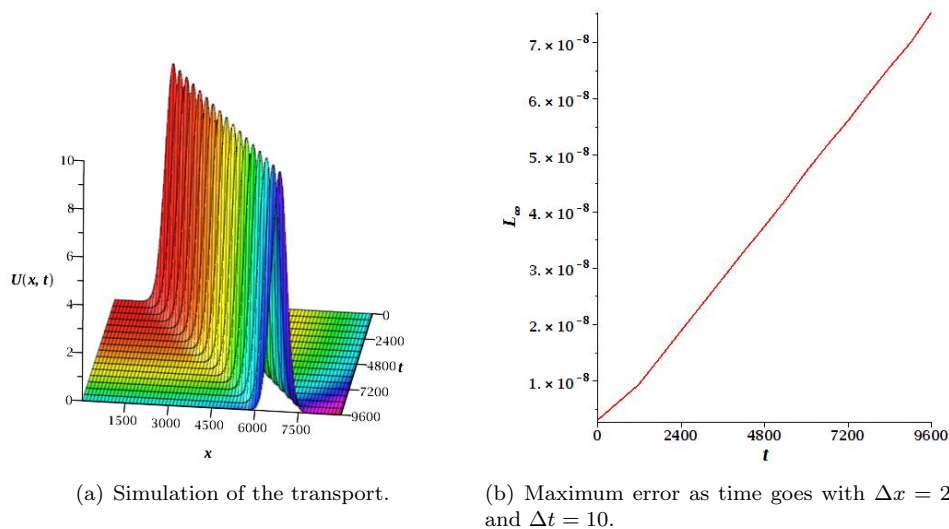 10
8
6
U(x, t)
4
2
0
0
2400
4800 t
7200
9600
1500 3000 4500 6000 7500
x
(a) Simulation of the transport.
7. × 10⁻⁸
6. × 10⁻⁸
5. × 10⁻⁸
L∞
4. × 10⁻⁸
3. × 10⁻⁸
2. × 10⁻⁸
1. × 10⁻⁸
0 2400 4800 7200 9600
t
(b) Maximum error as time goes with Δx = 2
and Δt = 10.